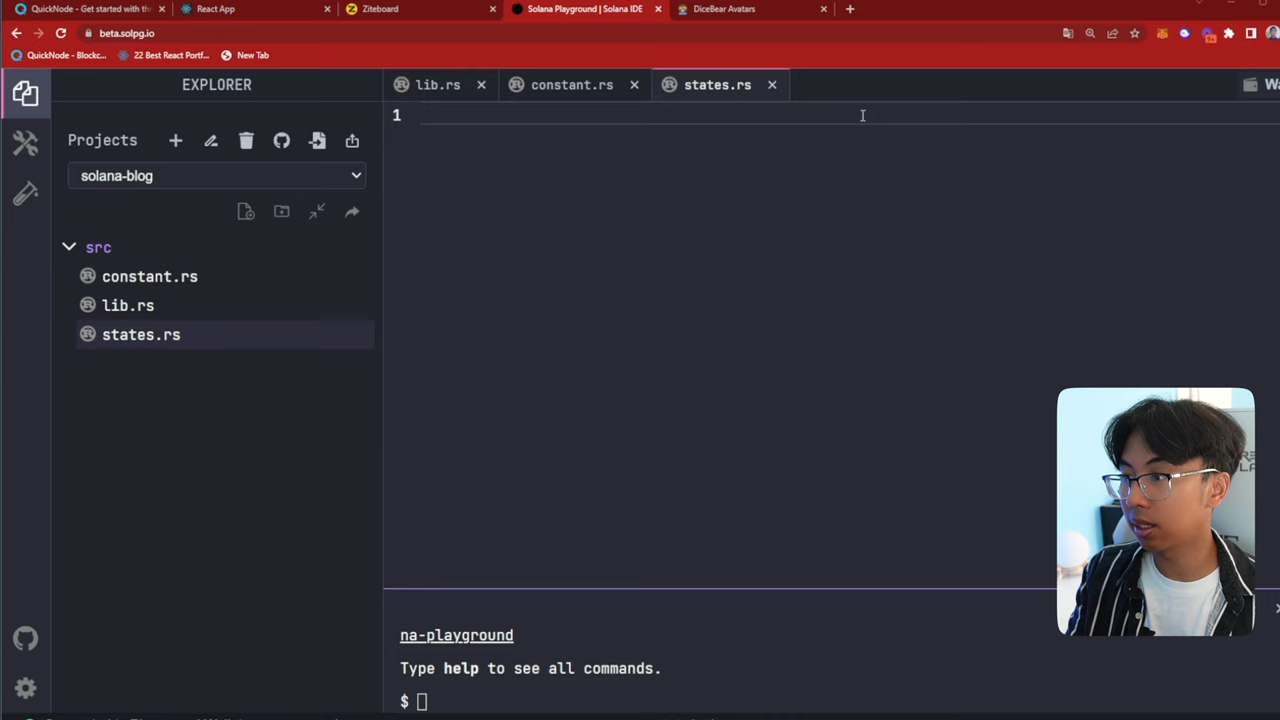 QuickNode - Get started with th
React App
Ziteboard
Solana Playground | Solana IDE
DiceBear Avatars
beta.solpg.io
QuickNode - Blockc...
22 Best React Portf...
New Tab
EXPLORER
lib.rs
constant.rs
states.rs
Wa
Projects
solana-blog
src
constant.rs
lib.rs
states.rs
1
na-playground
Type help to see all commands.
$